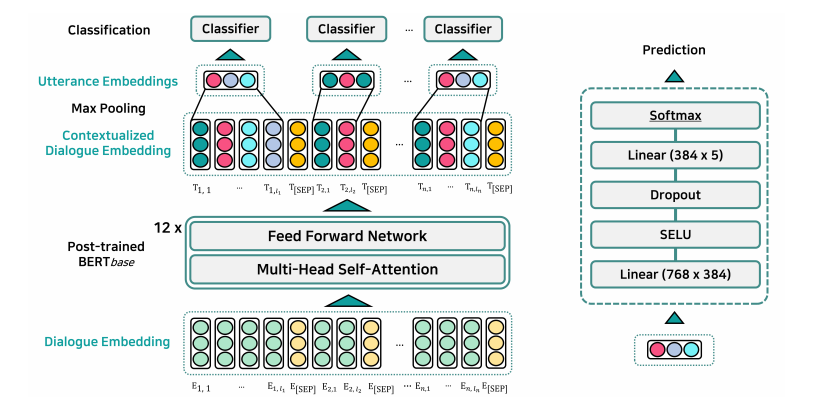 Classification
Classifier
Classifier
...
Classifier
Utterance Embeddings
...
Max Pooling
Contextualized
Dialogue Embedding
...
T1, 1 ... T1,l1 T[SEP] T2,1 T2,l2 T[SEP] Tn,1 ... Tn,ln T[SEP]
12 x
Feed Forward Network
Multi-Head Self-Attention
Post-trained
BERTbase
Dialogue Embedding
...
E1, 1 ... E1, l1 E[SEP] E2,1 E2, l2 E[SEP] ... En,1 ... En, ln E[SEP]
Prediction
Softmax
Linear (384 x 5)
Dropout
SELU
Linear (768 x 384)